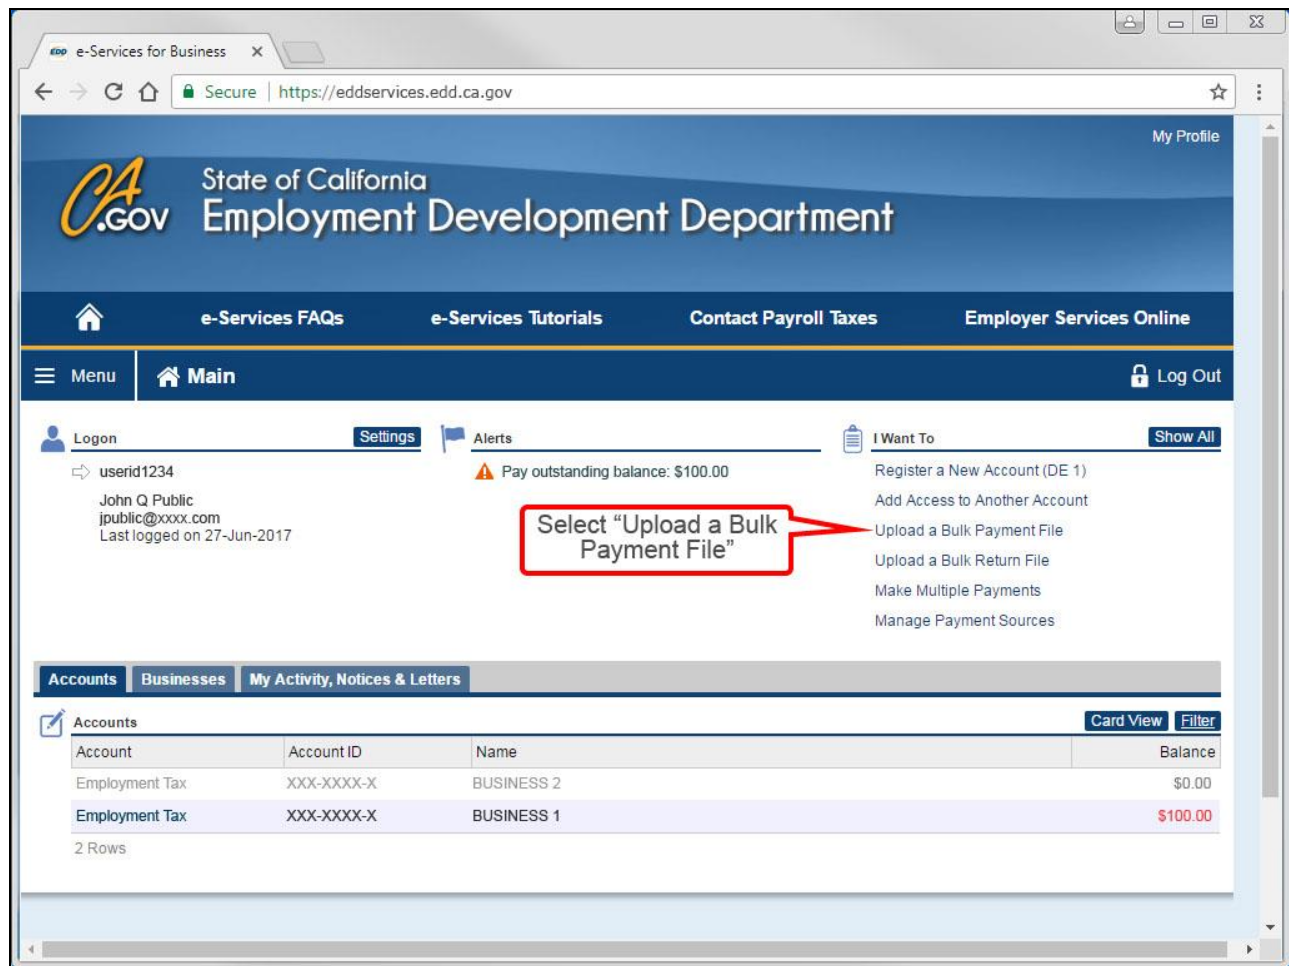 e-Services for Business
Secure | https://eddservices.edd.ca.gov
My Profile
CA.GOV
State of California
Employment Development Department
e-Services FAQs
e-Services Tutorials
Contact Payroll Taxes
Employer Services Online
Menu
Main
Log Out
Logon
Settings
userid1234
John Q Public
jpublic@xxxx.com
Last logged on 27-Jun-2017
Alerts
Pay outstanding balance: $100.00
Select “Upload a Bulk
Payment File”
I Want To
Show All
Register a New Account (DE 1)
Add Access to Another Account
Upload a Bulk Payment File
Upload a Bulk Return File
Make Multiple Payments
Manage Payment Sources
Accounts Businesses My Activity, Notices & Letters
Accounts
Card View Filter
Account Account ID Name Balance
Employment Tax XXX-XXXX-X BUSINESS 2 $0.00
Employment Tax XXX-XXXX-X BUSINESS 1 $100.00
2 Rows